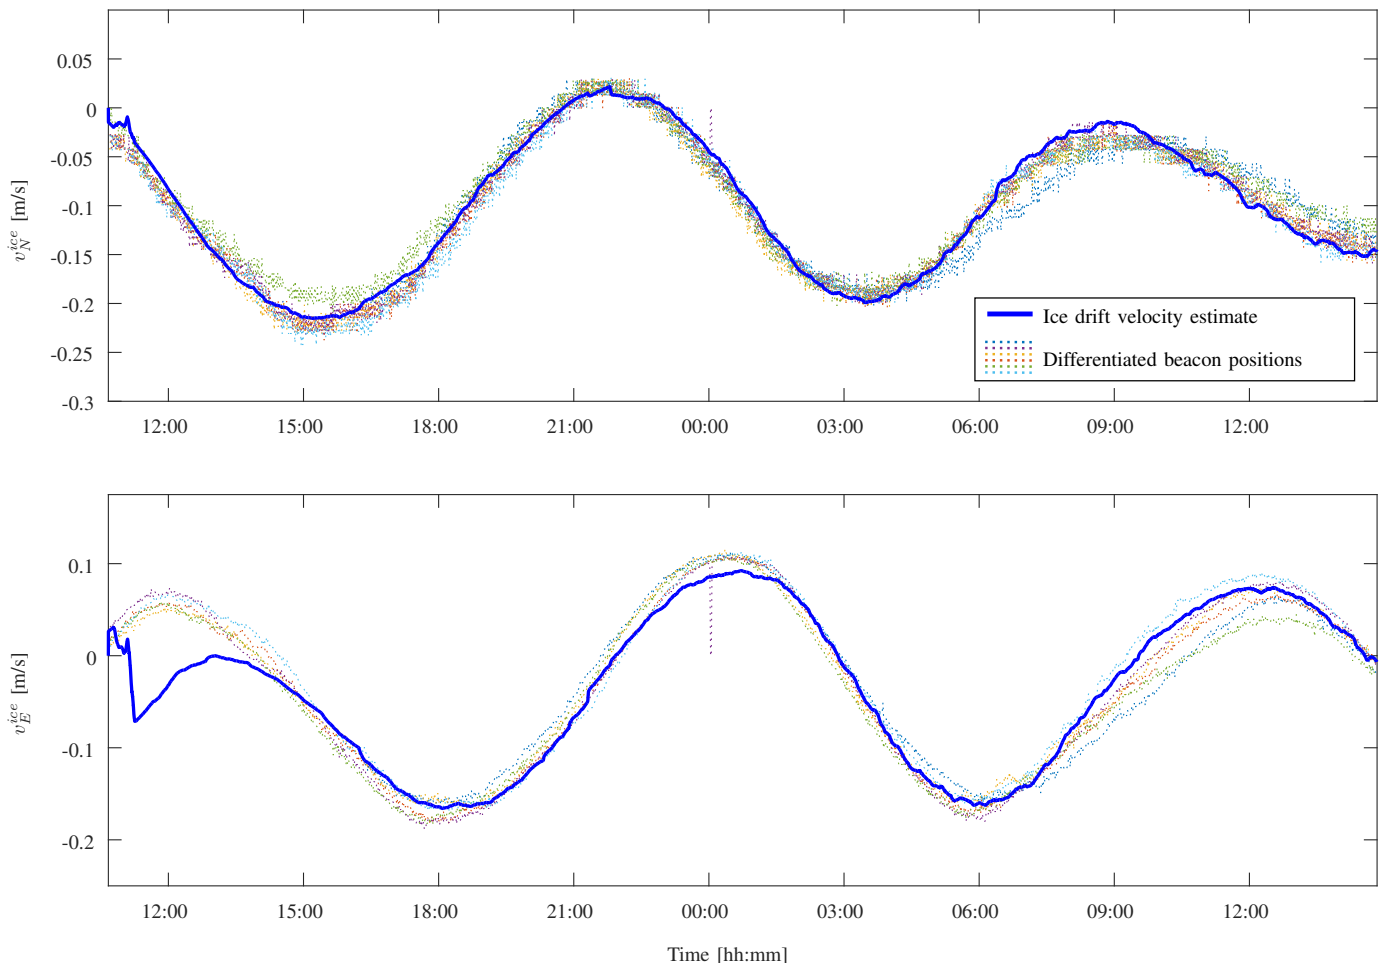 0.05
0
-0.05
-0.1
-0.15
-0.2
-0.25
-0.3
v_N^{ice} [m/s]
Ice drift velocity estimate
Differentiated beacon positions
12:00 15:00 18:00 21:00 00:00 03:00 06:00 09:00 12:00
0.1
0
-0.1
-0.2
v_E^{ice} [m/s]
12:00 15:00 18:00 21:00 00:00 03:00 06:00 09:00 12:00
Time [hh:mm]